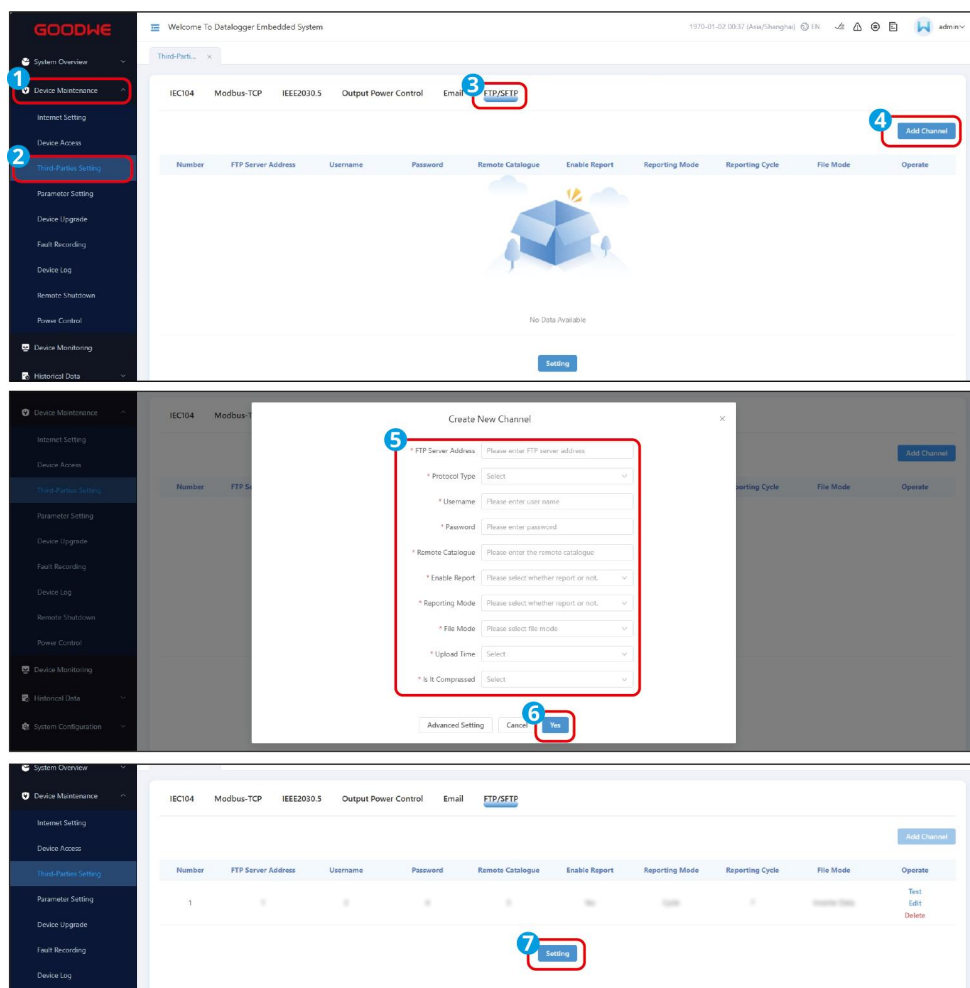 GOODWE
Welcome To Datalogger Embedded System
1970-01-02 00:37 (Asia/Shanghai) EN admin
System Overview
Third-Parti... ×
1
Device Maintenance
IEC104 Modbus-TCP IEEE2030.5 Output Power Control Email 3 FTP/SFTP
Internet Setting
4 Add Channel
Device Access
2
Third-Parties Setting
Number FTP Server Address Username Password Remote Catalogue Enable Report Reporting Mode Reporting Cycle File Mode Operate
Parameter Setting
Device Upgrade
Fault Recording
Device Log
Remote Shutdown
Power Control
No Data Available
Device Monitoring
Setting
Historical Data
Device Maintenance
IEC104 Modbus-T
Create New Channel ×
Internet Setting
5
* FTP Server Address Please enter FTP server address
Add Channel
Device Access
* Protocol Type Select
Third-Parties Setting
Number FTP Se
orting Cycle File Mode Operate
* Username Please enter user name
Parameter Setting
* Password Please enter password
Device Upgrade
* Remote Catalogue Please enter the remote catalogue
Fault Recording
* Enable Report Please select whether report or not.
Device Log
* Reporting Mode Please select whether report or not.
Remote Shutdown
* File Mode Please select file mode
Power Control
* Upload Time Select
Device Monitoring
* Is It Compressed Select
Historical Data
6
System Configuration
Advanced Setting Cancel Yes
System Overview
Device Maintenance
IEC104 Modbus-TCP IEEE2030.5 Output Power Control Email FTP/SFTP
Internet Setting
Add Channel
Device Access
Third-Parties Setting
Number FTP Server Address Username Password Remote Catalogue Enable Report Reporting Mode Reporting Cycle File Mode Operate
Parameter Setting
1
Test
Edit
Delete
Device Upgrade
7
Fault Recording
Setting
Device Log